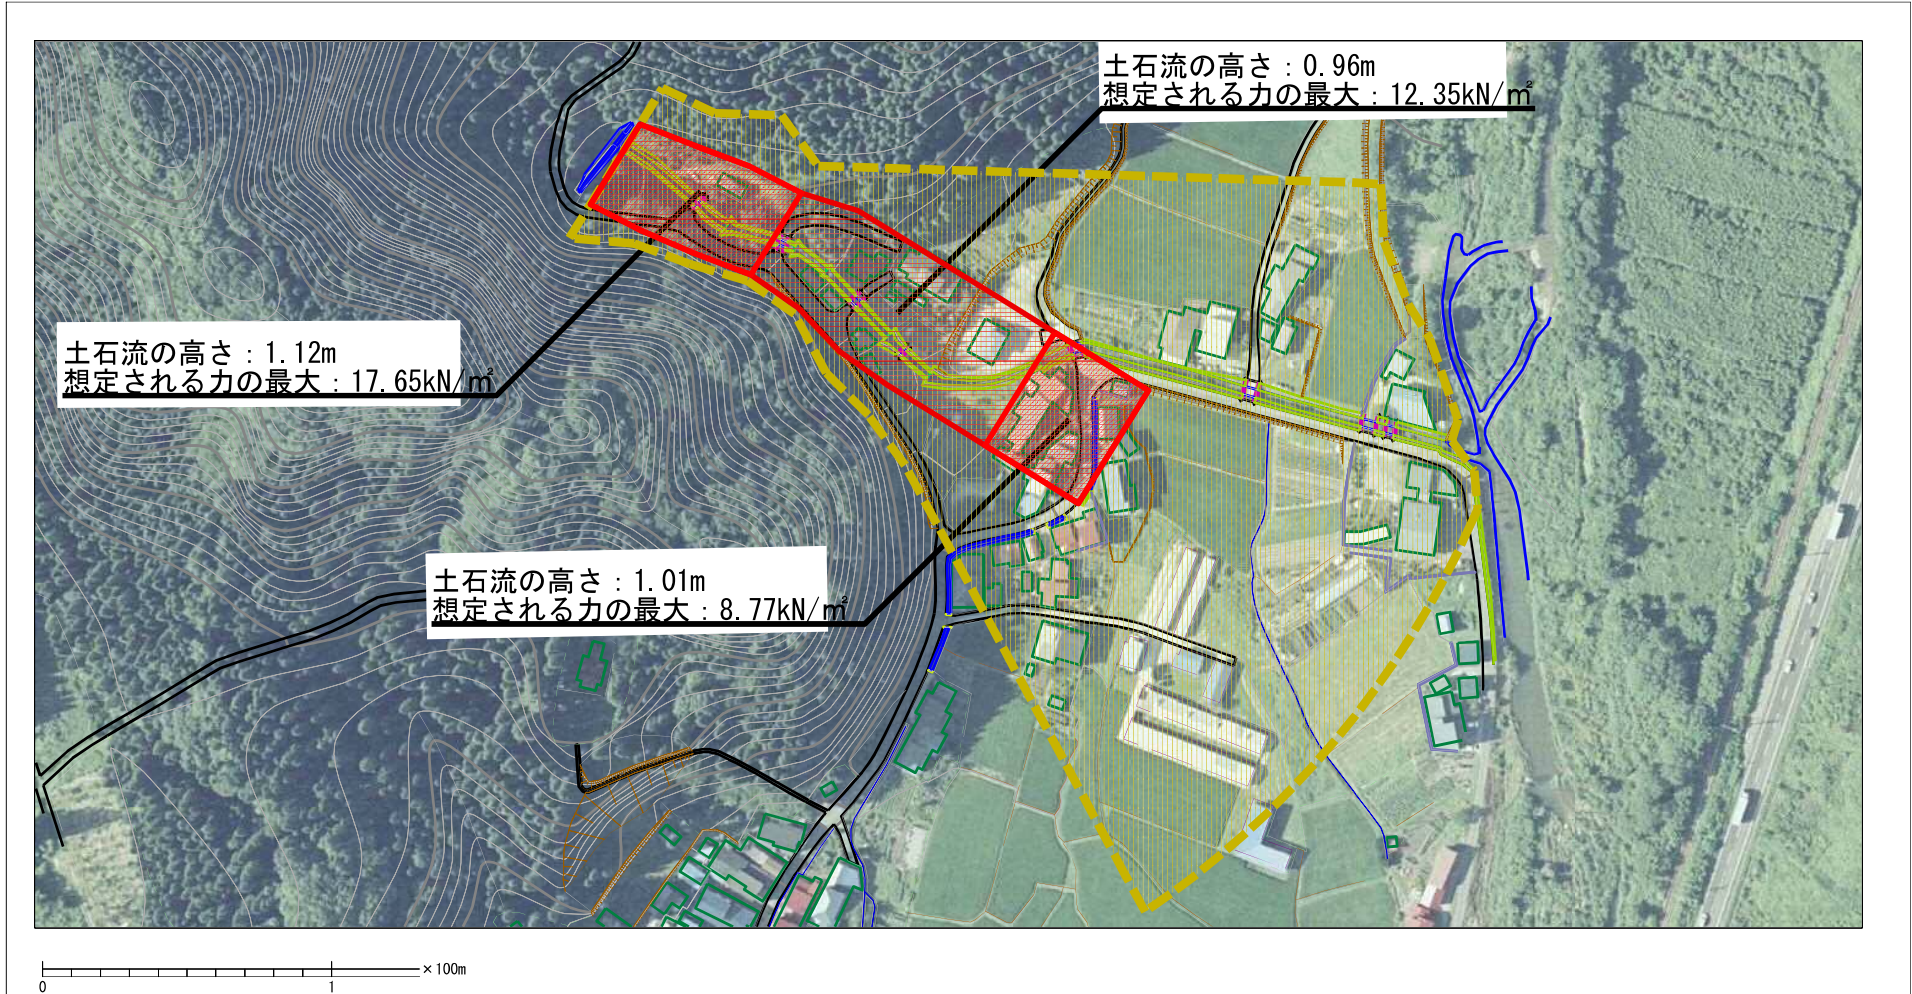 土石流の高さ：0.96m
想定される力の最大：12.35kN/㎡
土石流の高さ：1.12m
想定される力の最大：17.65kN/㎡
土石流の高さ：1.01m
想定される力の最大：8.77kN/㎡
×100m
0 1